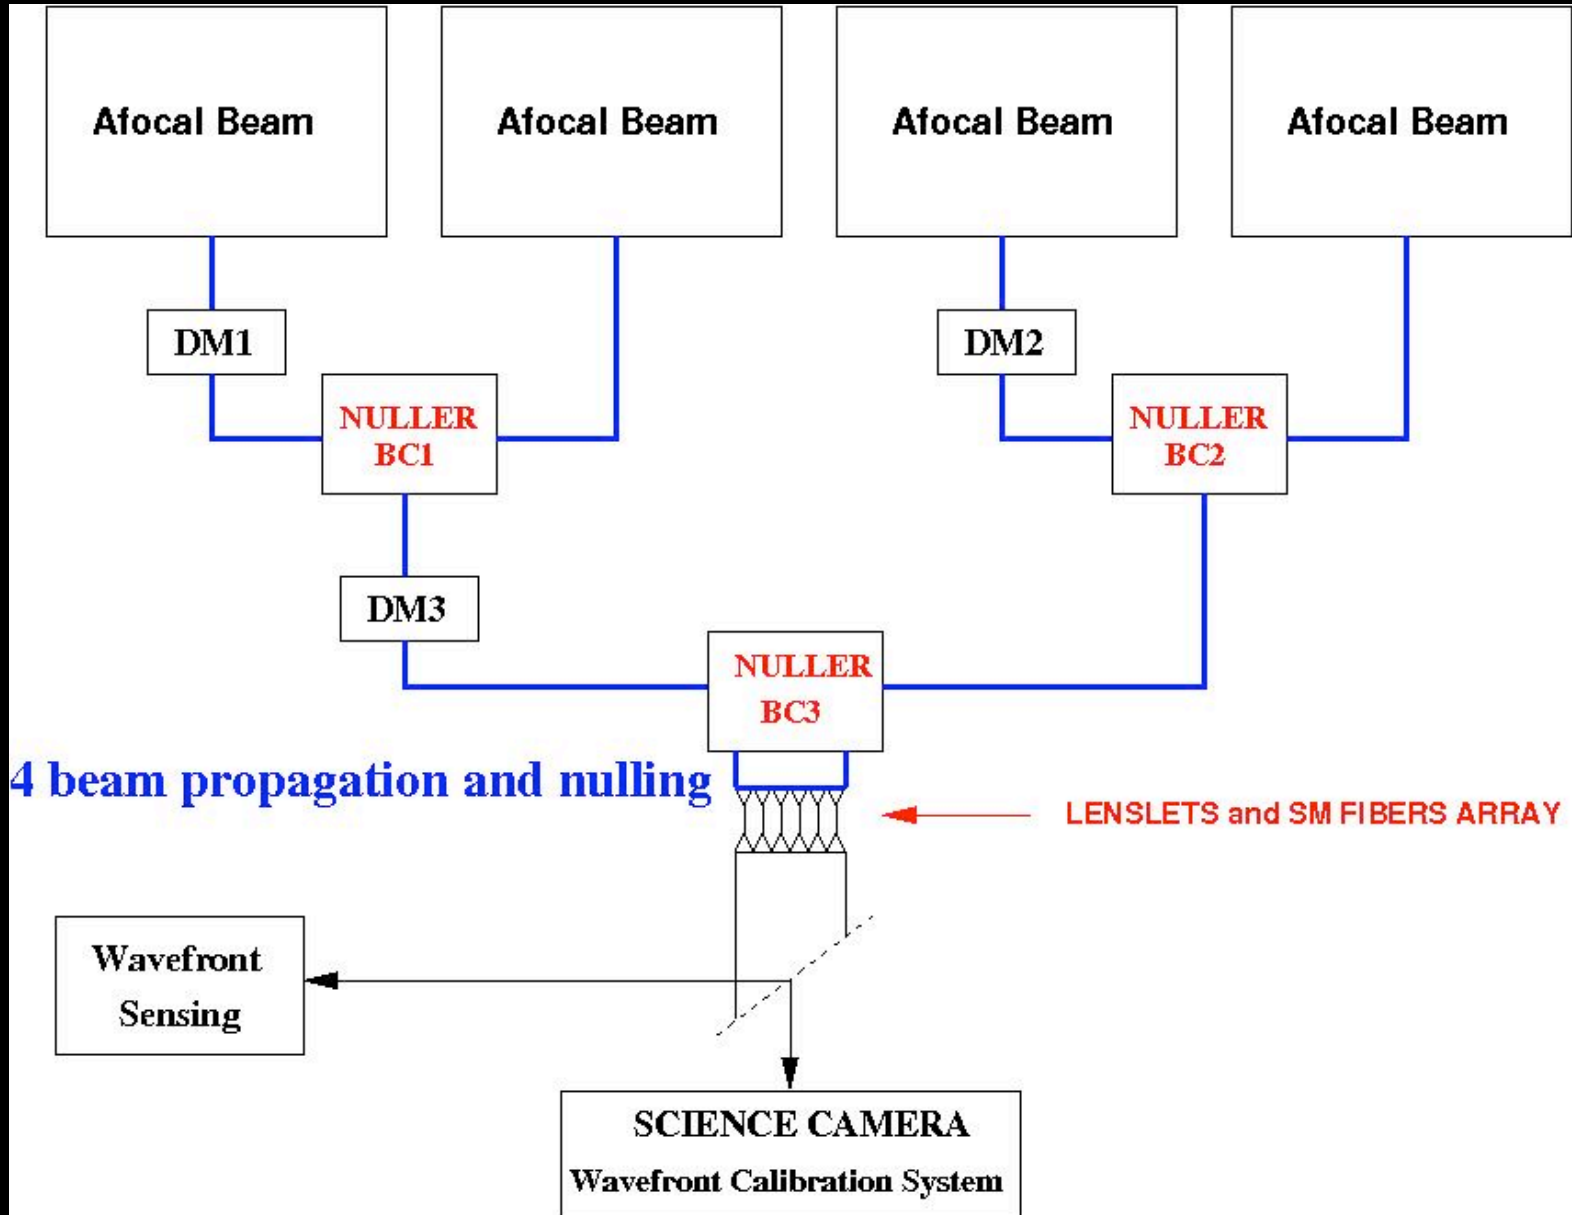 Afocal Beam
Afocal Beam
Afocal Beam
Afocal Beam
DM1
DM2
NULLER
BC1
NULLER
BC2
DM3
NULLER
BC3
4 beam propagation and nulling
LENSLETS and SM FIBERS ARRAY
Wavefront
Sensing
SCIENCE CAMERA
Wavefront Calibration System